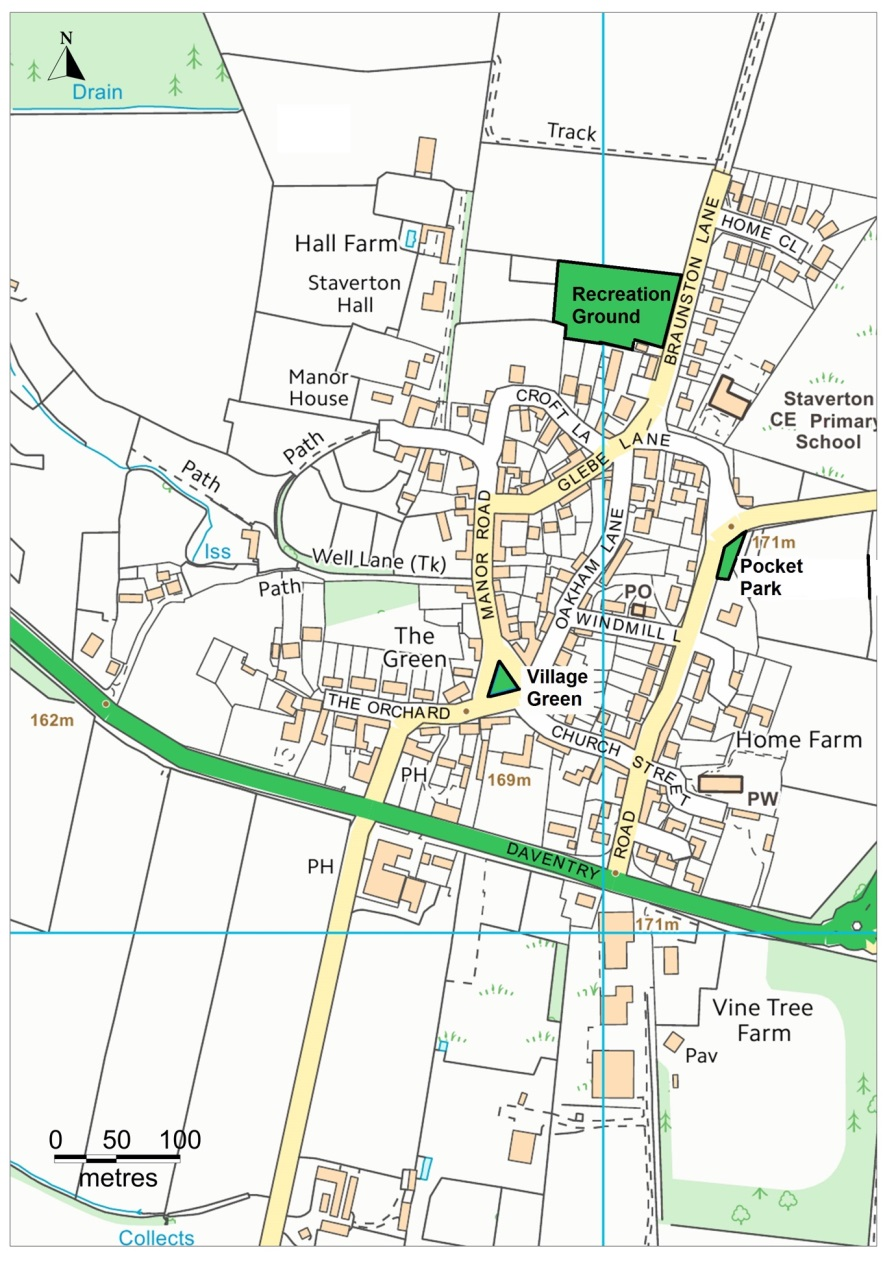 N
Drain
Track
BRAUNSTON LANE
HOME CL
Hall Farm
Staverton
Hall
Recreation
Ground
Manor
House
CROFT LA
Staverton
CE Primary
School
Path
Path
GLEBE LANE
MANOR ROAD
171m
Pocket
Park
Iss
Well Lane (Tk)
Path
OAKHAM LANE
PO
WINDMILL L
The
Green
Village
Green
THE ORCHARD
162m
CHURCH STREET
Home Farm
PH
169m
PW
PH
DAVENTRY
ROAD
171m
Vine Tree
Farm
Pav
0 50 100
metres
Collects